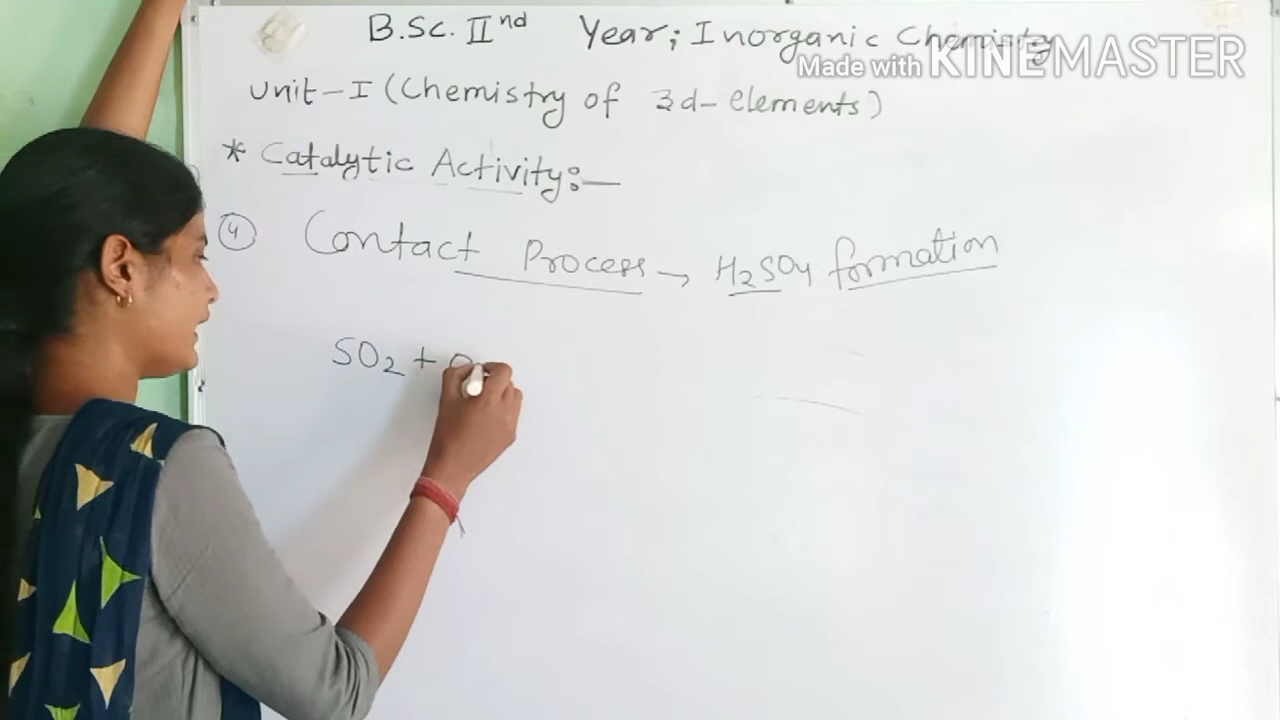 B.Sc. IInd Year; Inorganic Chemistry
Made with KINEMASTER
Unit-I (Chemistry of 3d-elements)
* Catalytic Activity:—
4 Contact Process → H2SO4 formation
SO2 + O